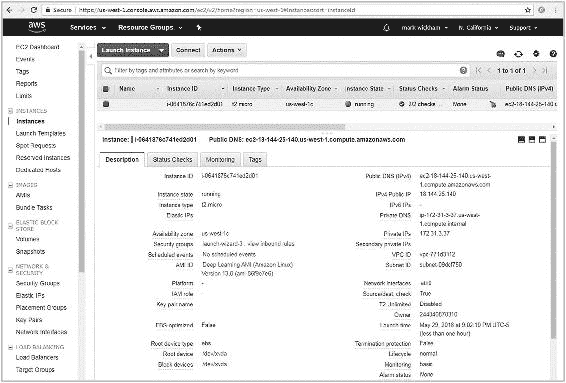 Secure | https://us-west-1.console.aws.amazon.com/ec2/v2/home?region=us-west-1#Instances:sort=instanceId
aws Services Resource Groups mark wickham N. California Support
EC2 Dashboard
Events
Tags
Reports
Limits
INSTANCES
Instances
Launch Templates
Spot Requests
Reserved Instances
Dedicated Hosts
IMAGES
AMIs
Bundle Tasks
ELASTIC BLOCK
STORE
Volumes
Snapshots
NETWORK &
SECURITY
Security Groups
Elastic IPs
Placement Groups
Key Pairs
Network Interfaces
LOAD BALANCING
Load Balancers
Target Groups
Launch Instance Connect Actions
Filter by tags and attributes or search by keyword 1 to 1 of 1
Name Instance ID Instance Type Availability Zone Instance State Status Checks Alarm Status Public DNS (IPv4)
i-0641876c741ed2d01 t2.micro us-west-1c running 2/2 checks ... None ec2-18-144-25-140.u
Instance: i-0641876c741ed2d01 Public DNS: ec2-18-144-25-140.us-west-1.compute.amazonaws.com
Description Status Checks Monitoring Tags
Instance ID i-0641876c741ed2d01
Instance state running
Instance type t2.micro
Elastic IPs
Availability zone us-west-1c
Security groups launch-wizard-3 . view inbound rules
Scheduled events No scheduled events
AMI ID Deep Learning AMI (Amazon Linux)
Version 10.0
Platform -
IAM role -
Key pair name
EBS-optimized False
Root device type ebs
Root device /dev/xvda
Block devices /dev/xvda
Public DNS (IPv4) ec2-18-144-25-140.us-west-
1.compute.amazonaws.com
IPv4 Public IP 18.144.25.140
IPv6 IPs -
Private DNS ip-172-31-3-37.us-west-
1.compute.internal
Private IPs 172.31.3.37
Secondary private IPs
VPC ID
Subnet ID
Network interfaces eth0
Source/dest. check True
T2 Unlimited Disabled
Owner
Launch time May 29, 2018 at 9:02:10 PM UTC-5
(less than one hour)
Termination protection False
Lifecycle normal
Monitoring basic
Alarm status None